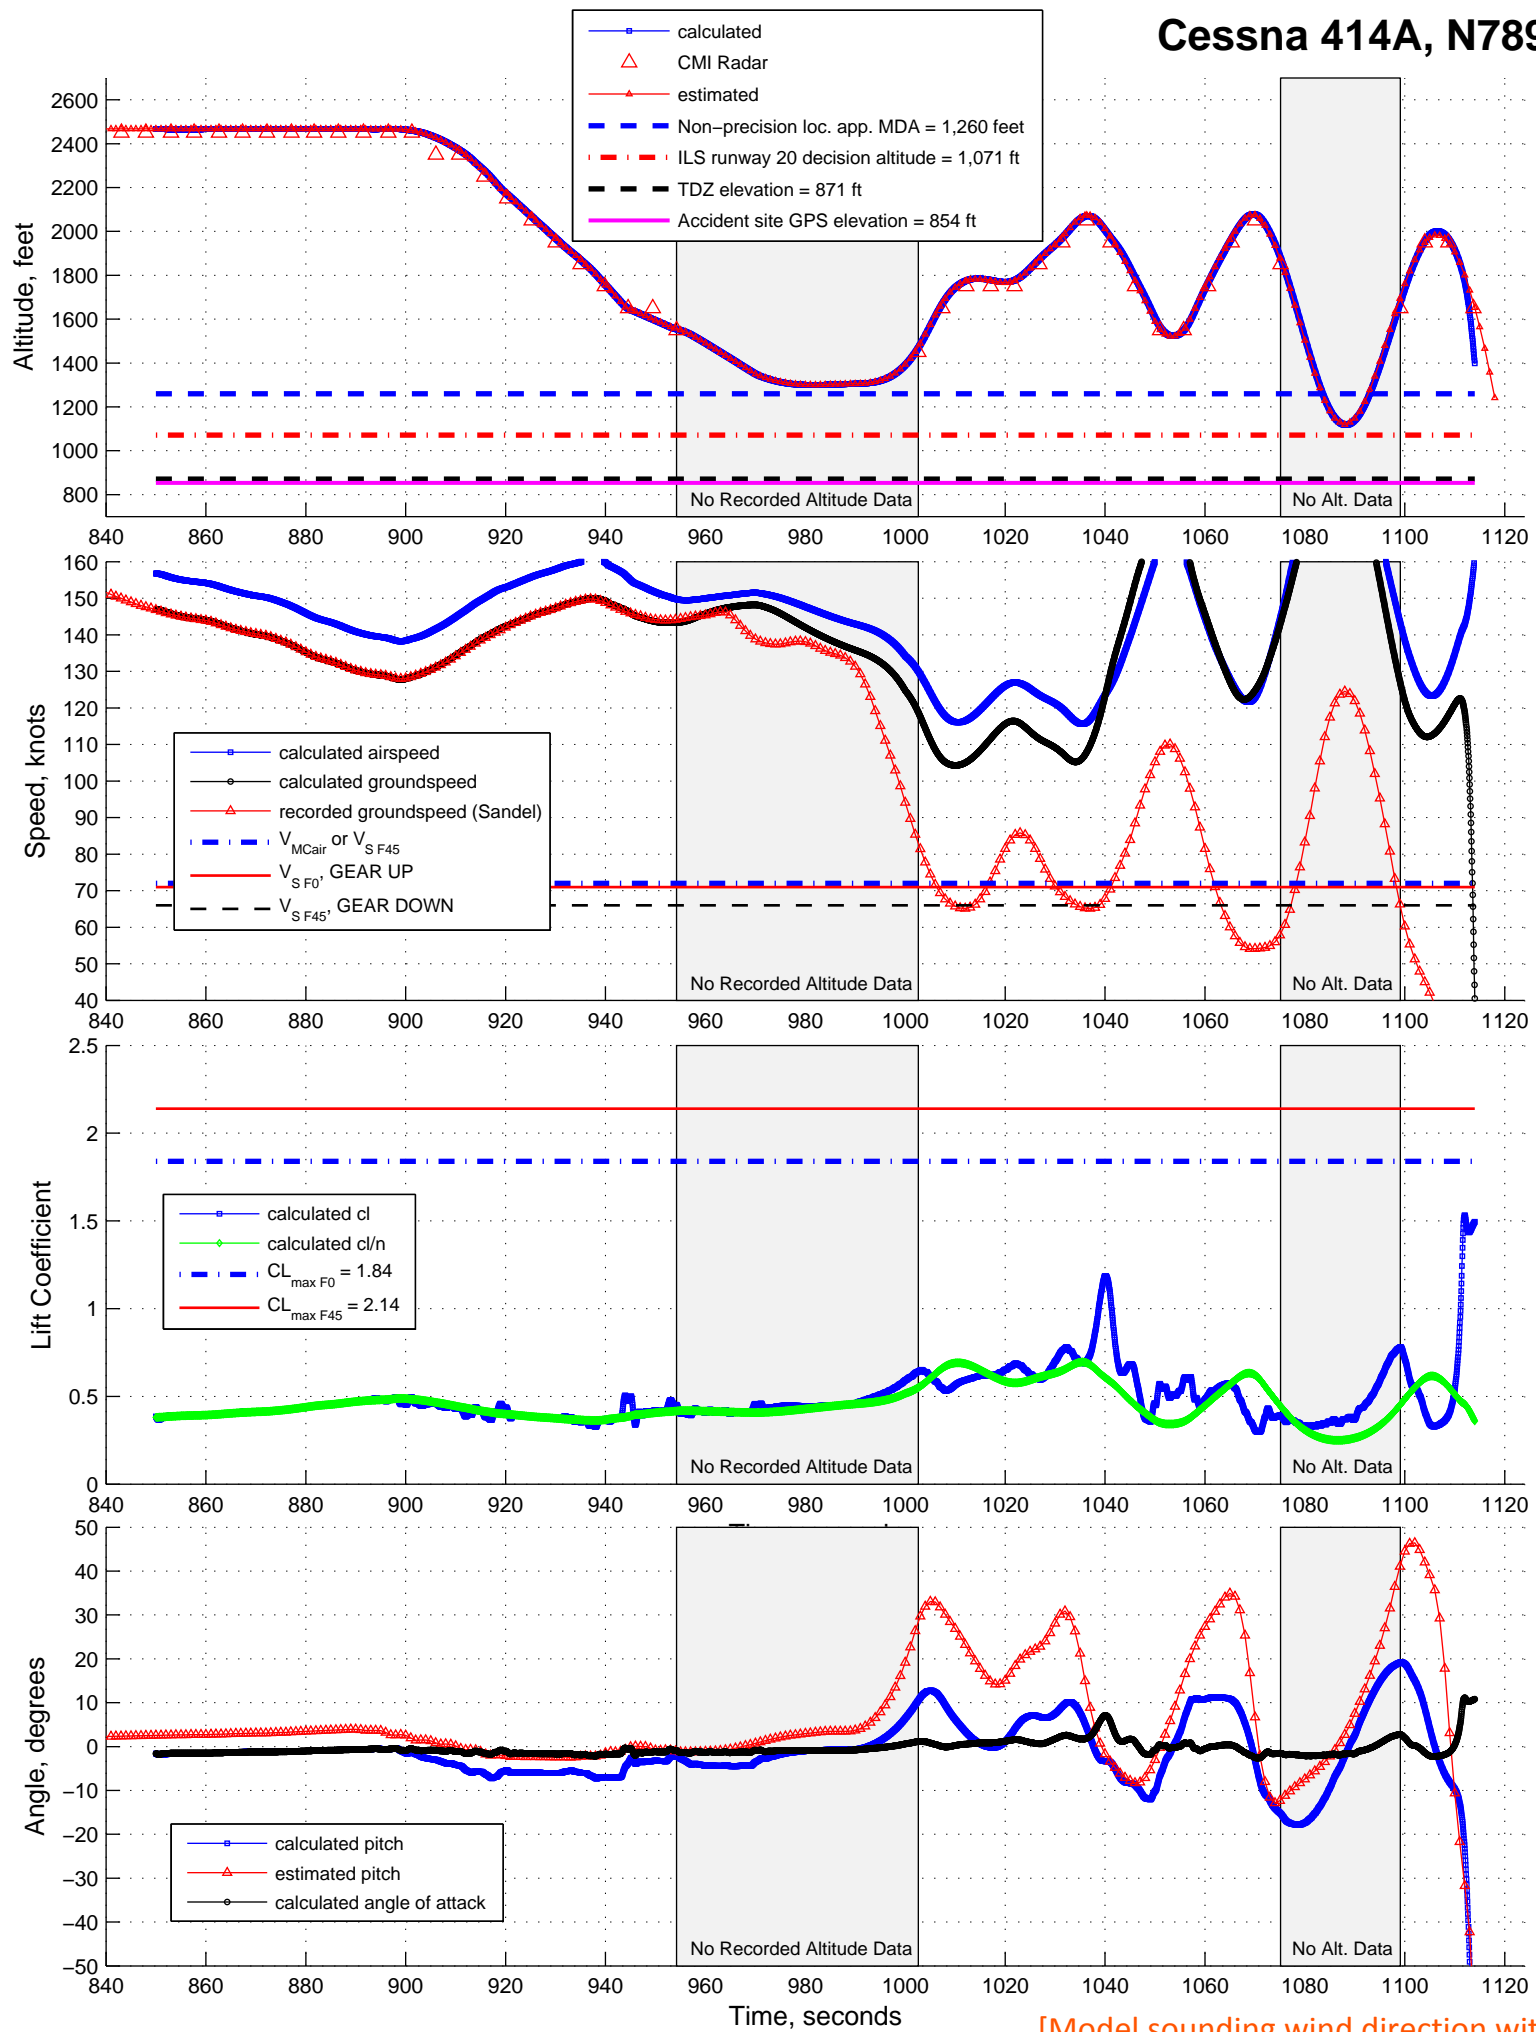 Cessna 414A, N789
calculated
CMI Radar
estimated
Non−precision loc. app. MDA = 1,260 feet
ILS runway 20 decision altitude = 1,071 ft
TDZ elevation = 871 ft
Accident site GPS elevation = 854 ft
2600
2400
2200
2000
1800
1600
1400
1200
1000
800
Altitude, feet
No Recorded Altitude Data
No Alt. Data
840 860 880 900 920 940 960 980 1000 1020 1040 1060 1080 1100 1120
160
150
140
130
120
110
100
90
80
70
60
50
40
Speed, knots
calculated airspeed
calculated groundspeed
recorded groundspeed (Sandel)
V MCair or V S F45
V S F0, GEAR UP
V S F45, GEAR DOWN
No Recorded Altitude Data
No Alt. Data
840 860 880 900 920 940 960 980 1000 1020 1040 1060 1080 1100 1120
2.5
2
1.5
1
0.5
0
Lift Coefficient
calculated cl
calculated cl/n
CL max F0 = 1.84
CL max F45 = 2.14
No Recorded Altitude Data
No Alt. Data
840 860 880 900 920 940 960 980 1000 1020 1040 1060 1080 1100 1120
50
40
30
20
10
0
−10
−20
−30
−40
−50
Angle, degrees
calculated pitch
estimated pitch
calculated angle of attack
No Recorded Altitude Data
No Alt. Data
840 860 880 900 920 940 960 980 1000 1020 1040 1060 1080 1100 1120
Time, seconds
[Model sounding wind direction wit